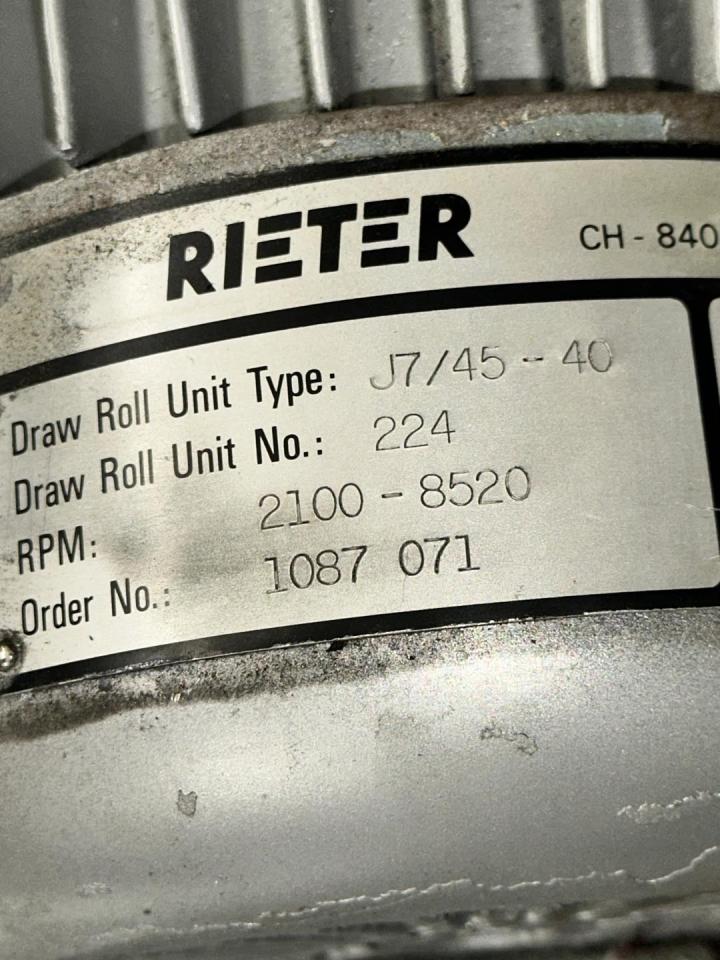 RIETER
CH - 840
Draw Roll Unit Type: J7/45 - 40
Draw Roll Unit No.: 224
RPM: 2100 - 8520
Order No.: 1087 071